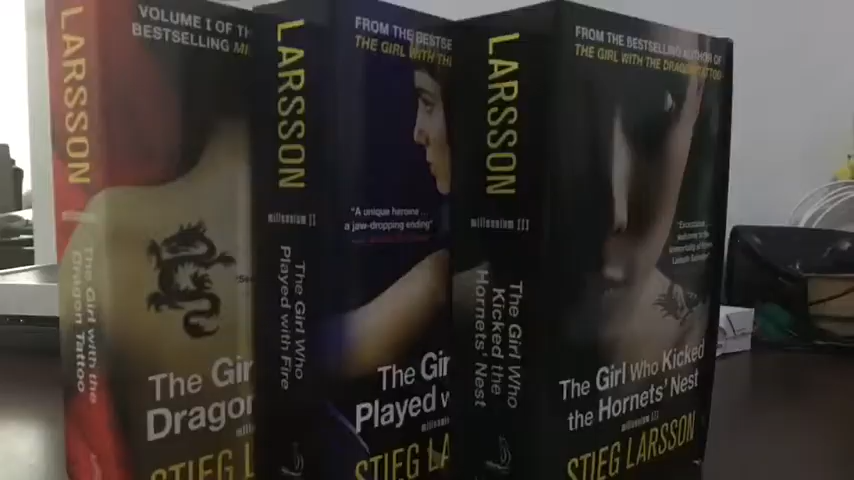 LARSSON
millennium I
The Girl with the
Dragon Tattoo
VOLUME I OF TH
BESTSELLING MI
The Gir
Dragon
STIEG L
LARSSON
millennium II
The Girl Who
Played with Fire
FROM THE BESTSE
THE GIRL WITH THE
"A unique heroine ...
a jaw-dropping ending"
The Gir
Played w
STIEG LA
LARSSON
millennium III
The Girl Who
Kicked the
Hornets' Nest
FROM THE BESTSELLING AUTHOR OF
THE GIRL WITH THE DRAGON TATTOO
The Girl Who Kicked
the Hornets' Nest
millennium III
STIEG LARSSON